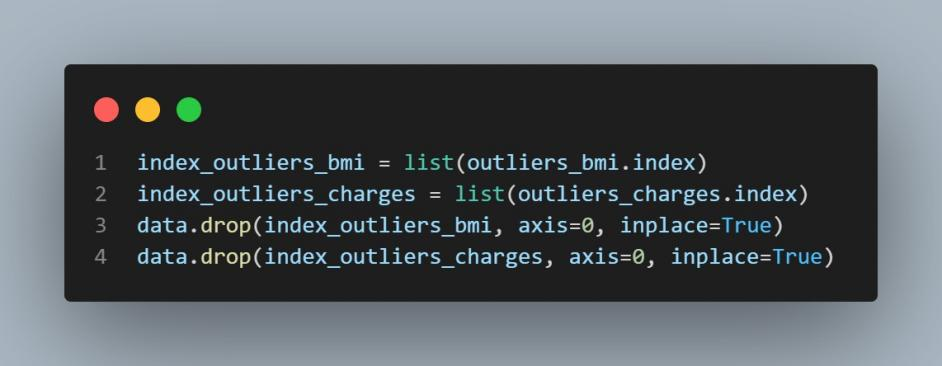 1 index_outliers_bmi = list(outliers_bmi.index)
2 index_outliers_charges = list(outliers_charges.index)
3 data.drop(index_outliers_bmi, axis=0, inplace=True)
4 data.drop(index_outliers_charges, axis=0, inplace=True)